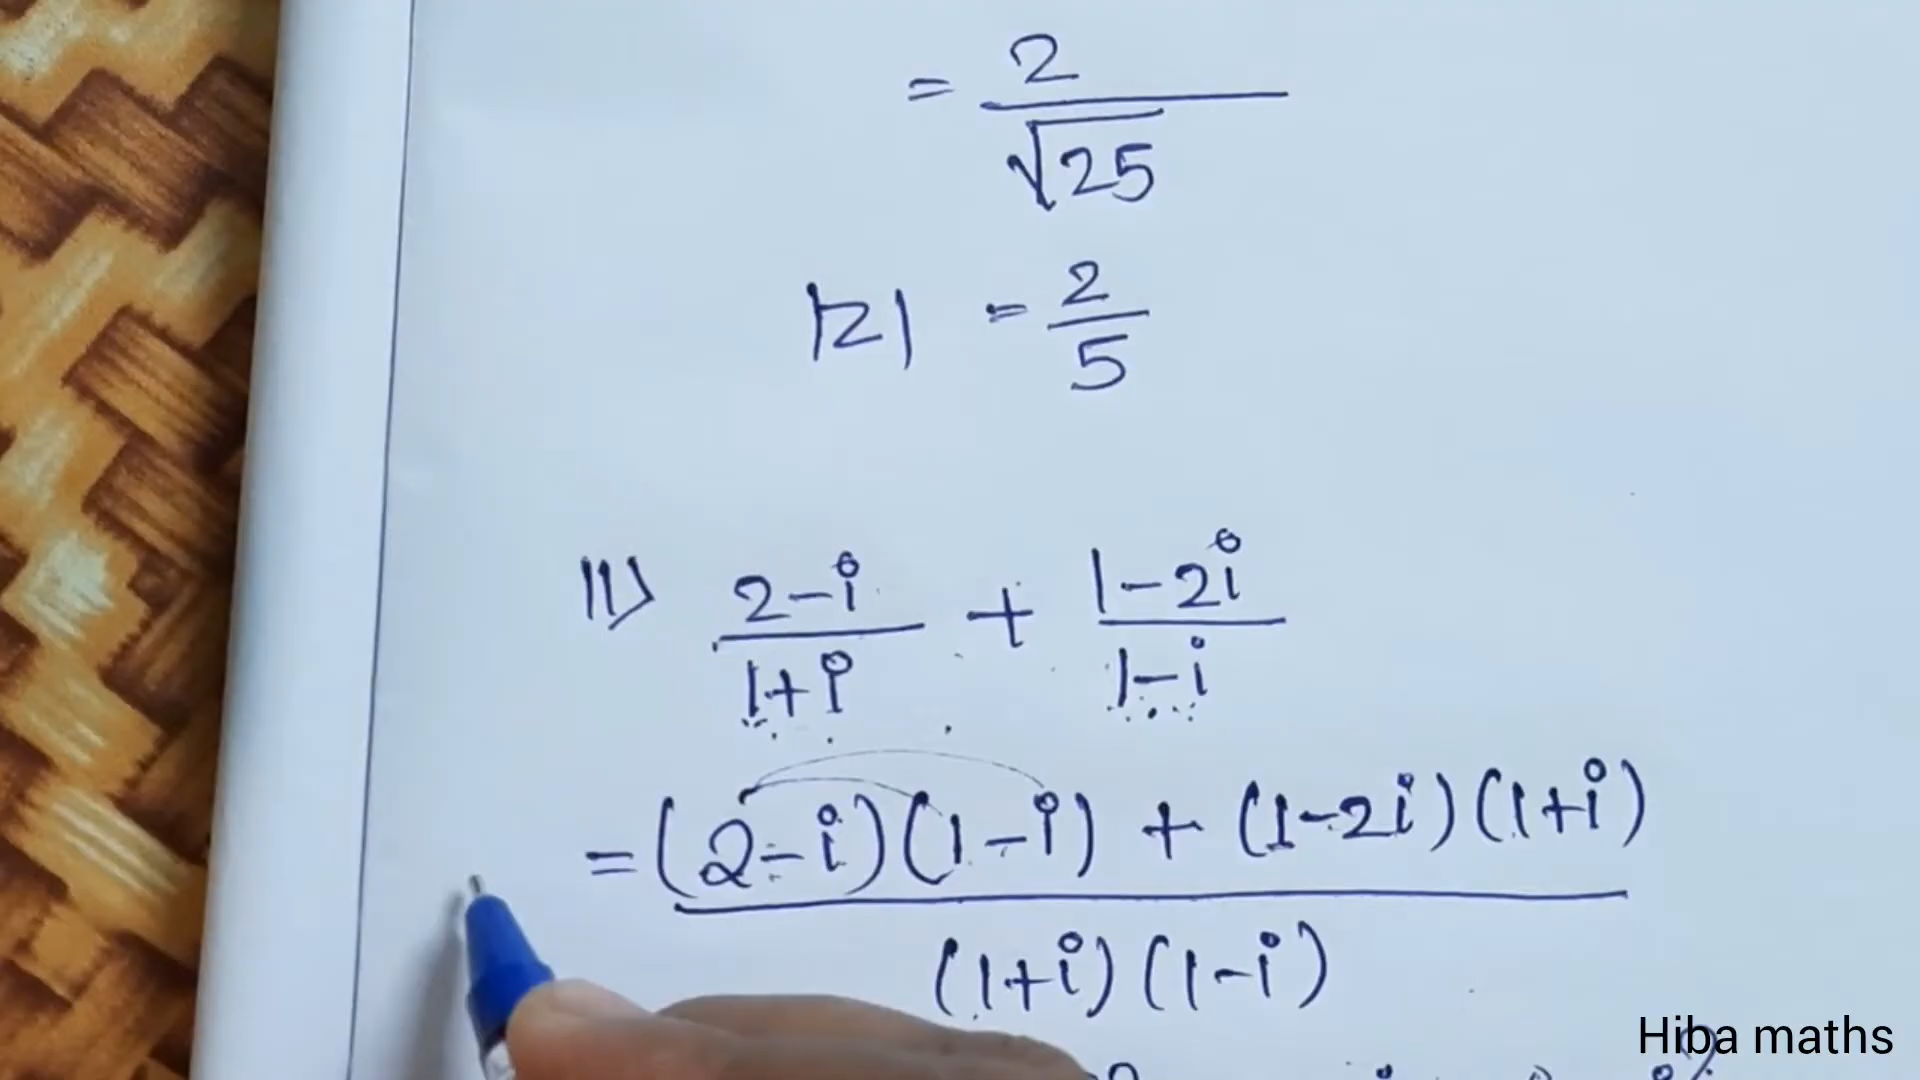 = 2/√25
|z| = 2/5
II) (2-i)/(1+i) + (1-2i)/(1-i)
= ((2-i)(1-i) + (1-2i)(1+i))/((1+i)(1-i))
Hiba maths